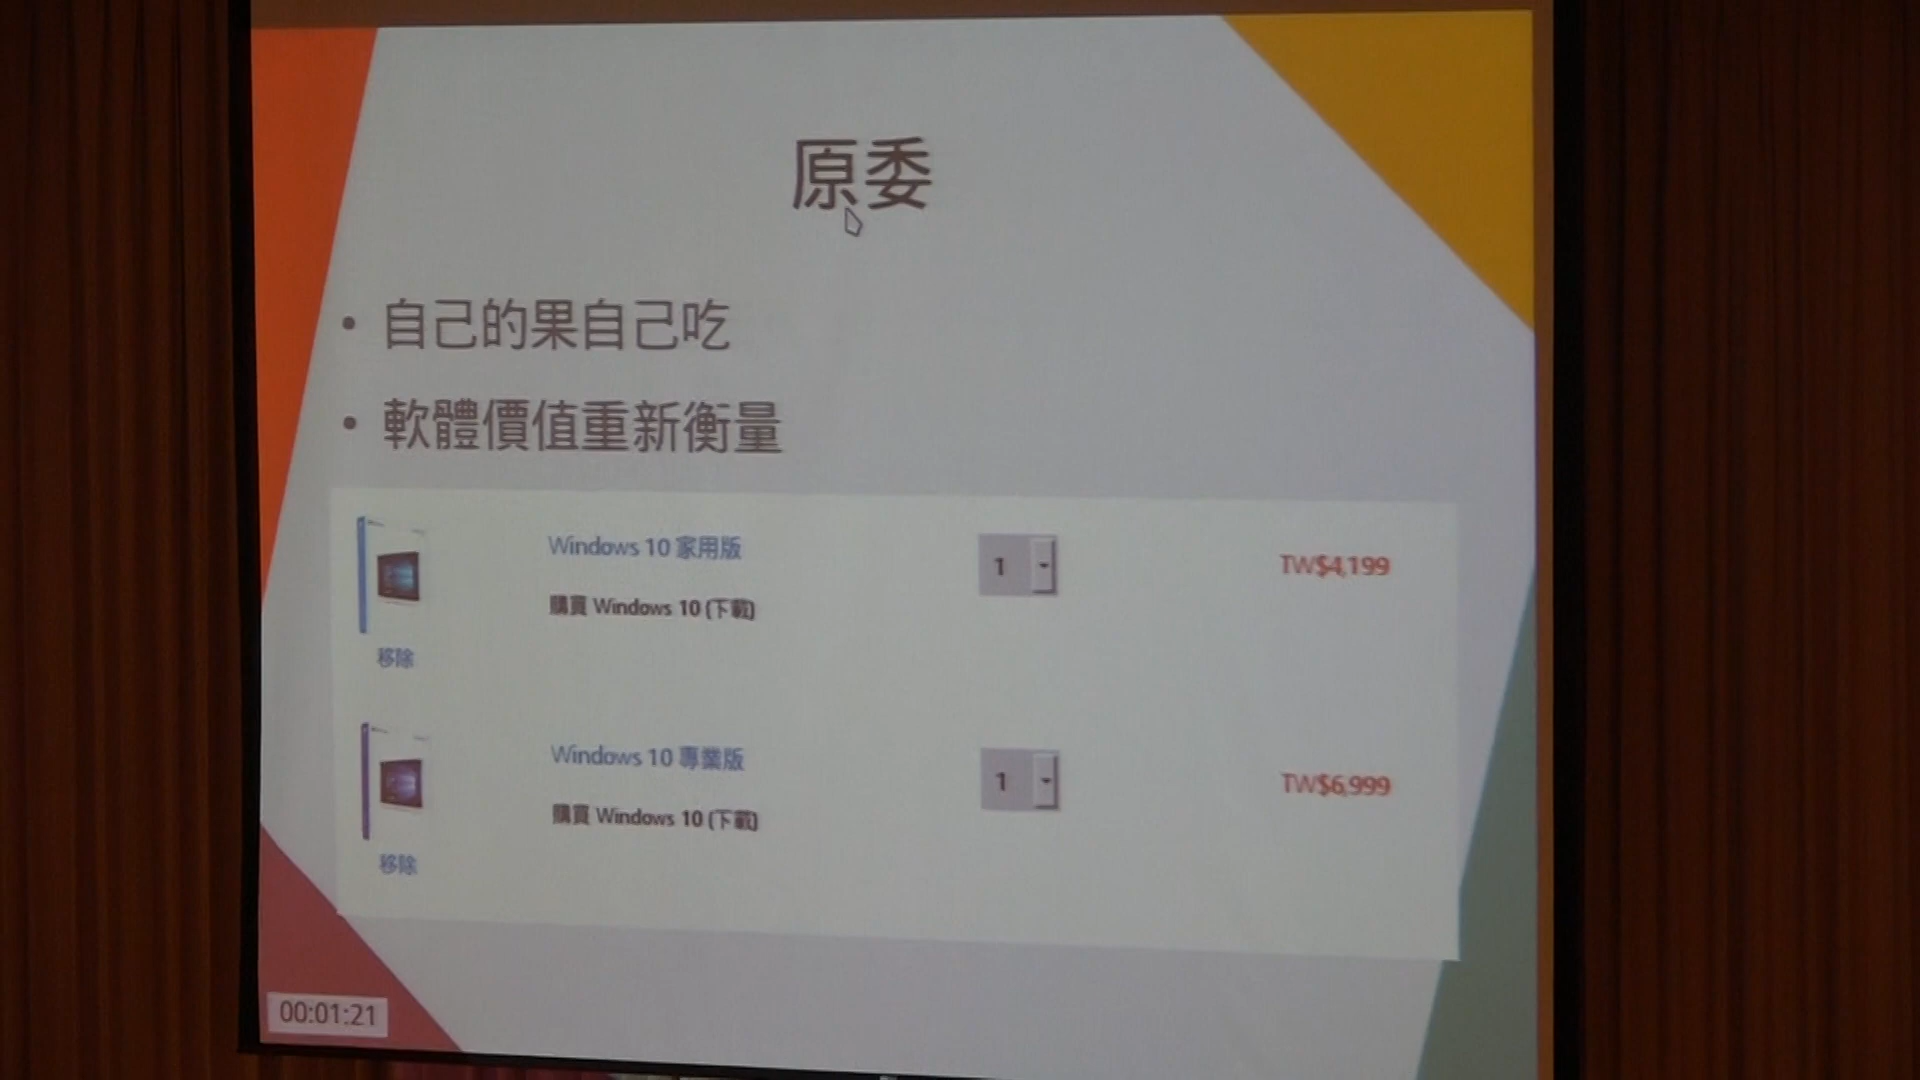 原委
• 自己的果自己吃
• 軟體價值重新衡量
Windows 10 家用版
1
TW$4,199
購買 Windows 10 (下載)
移除
Windows 10 專業版
1
TW$6,999
購買 Windows 10 (下載)
移除
00:01:21